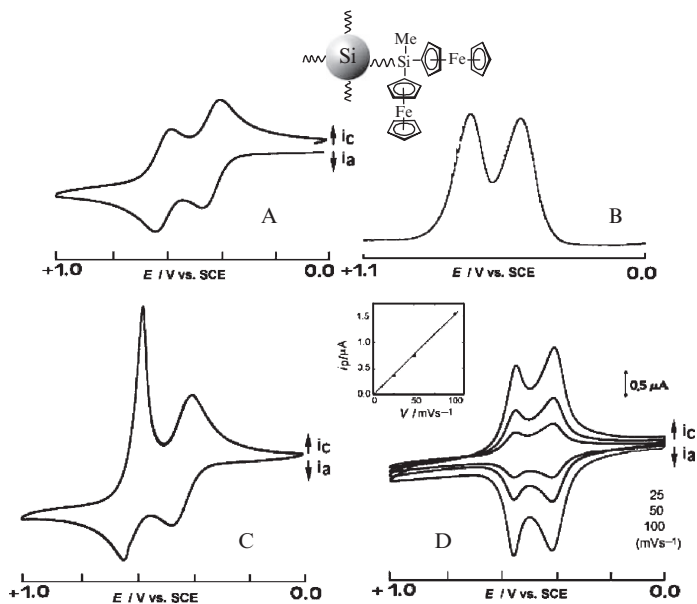 Me
Si
Si
Fe
Fe
ic
ia
A
B
+1.0
E / V vs. SCE
0.0
+1.1
E / V vs. SCE
0.0
1.5
1.0
0.5
0
0
50
100
ip/μA
V / mVs⁻¹
0,5 μA
ic
ia
ic
ia
25
50
100
(mVs⁻¹)
C
D
+1.0
E / V vs. SCE
0.0
+1.0
E / V vs. SCE
0.0